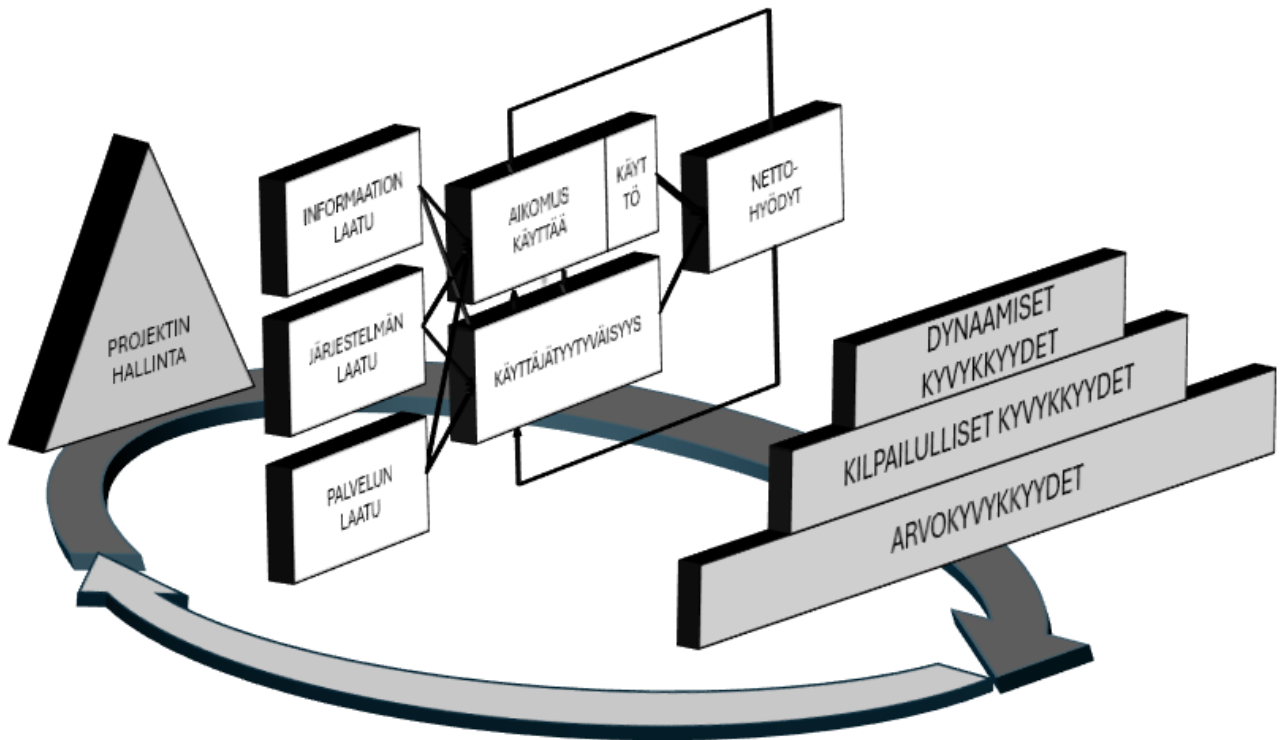 PROJEKTIN
HALLINTA
INFORMAATION
LAATU
JÄRJESTELMÄN
LAATU
PALVELUN
LAATU
AIKOMUS
KÄYTTÄÄ
KÄYT
TÖ
KÄYTTÄJÄTYYTYVÄISYYS
NETTO-
HYÖDYT
DYNAAMISET
KYVYKKYYDET
KILPAILULLISET KYVYKKYYDET
ARVOKYVYKKYYDET